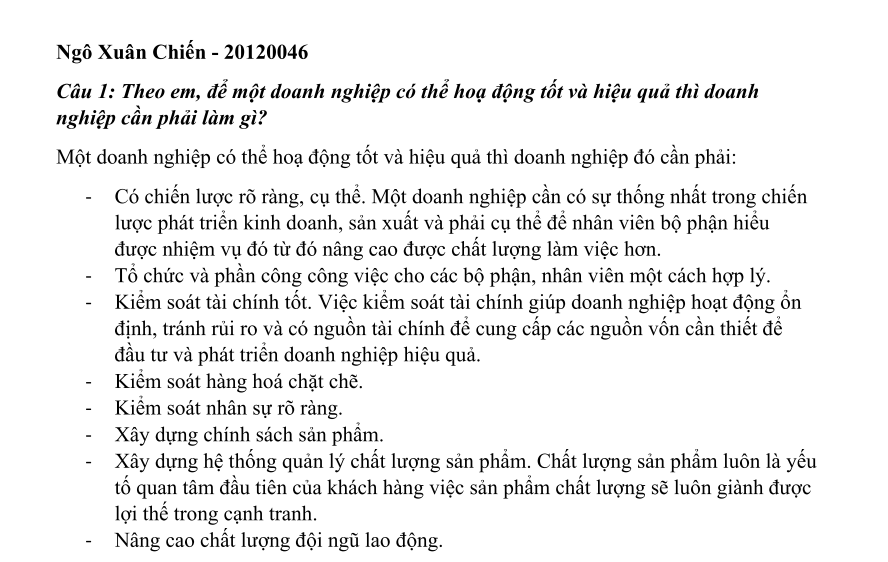 Ngô Xuân Chiến - 20120046
Câu 1: Theo em, để một doanh nghiệp có thể hoạ động tốt và hiệu quả thì doanh
nghiệp cần phải làm gì?
Một doanh nghiệp có thể hoạ động tốt và hiệu quả thì doanh nghiệp đó cần phải:
- Có chiến lược rõ ràng, cụ thể. Một doanh nghiệp cần có sự thống nhất trong chiến
lược phát triển kinh doanh, sản xuất và phải cụ thể để nhân viên bộ phận hiểu
được nhiệm vụ đó từ đó nâng cao được chất lượng làm việc hơn.
- Tổ chức và phần công công việc cho các bộ phận, nhân viên một cách hợp lý.
- Kiểm soát tài chính tốt. Việc kiểm soát tài chính giúp doanh nghiệp hoạt động ổn
định, tránh rủi ro và có nguồn tài chính để cung cấp các nguồn vốn cần thiết để
đầu tư và phát triển doanh nghiệp hiệu quả.
- Kiểm soát hàng hoá chặt chẽ.
- Kiểm soát nhân sự rõ ràng.
- Xây dựng chính sách sản phẩm.
- Xây dựng hệ thống quản lý chất lượng sản phẩm. Chất lượng sản phẩm luôn là yếu
tố quan tâm đầu tiên của khách hàng việc sản phẩm chất lượng sẽ luôn giành được
lợi thế trong cạnh tranh.
- Nâng cao chất lượng đội ngũ lao động.